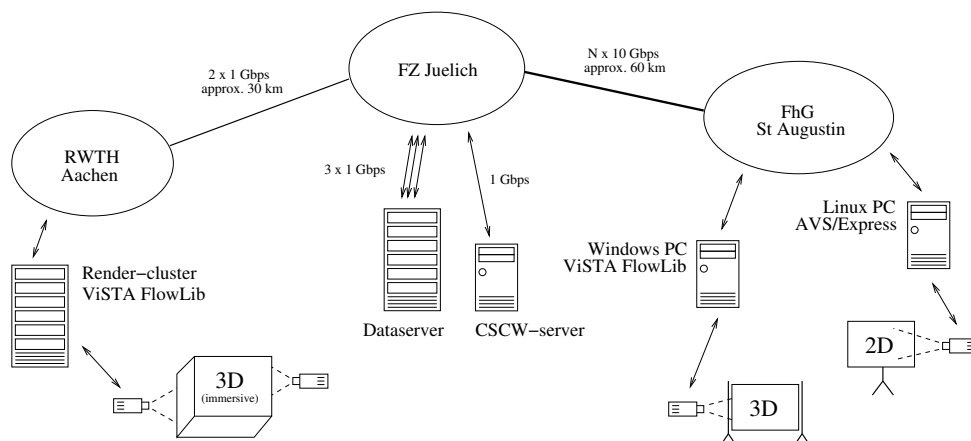 2 x 1 Gbps
approx. 30 km
FZ Juelich
N x 10 Gbps
approx. 60 km
RWTH
Aachen
FhG
St Augustin
3 x 1 Gbps
1 Gbps
Render-cluster
ViSTA FlowLib
Dataserver
CSCW-server
Windows PC
ViSTA FlowLib
Linux PC
AVS/Express
3D
(immersive)
3D
2D